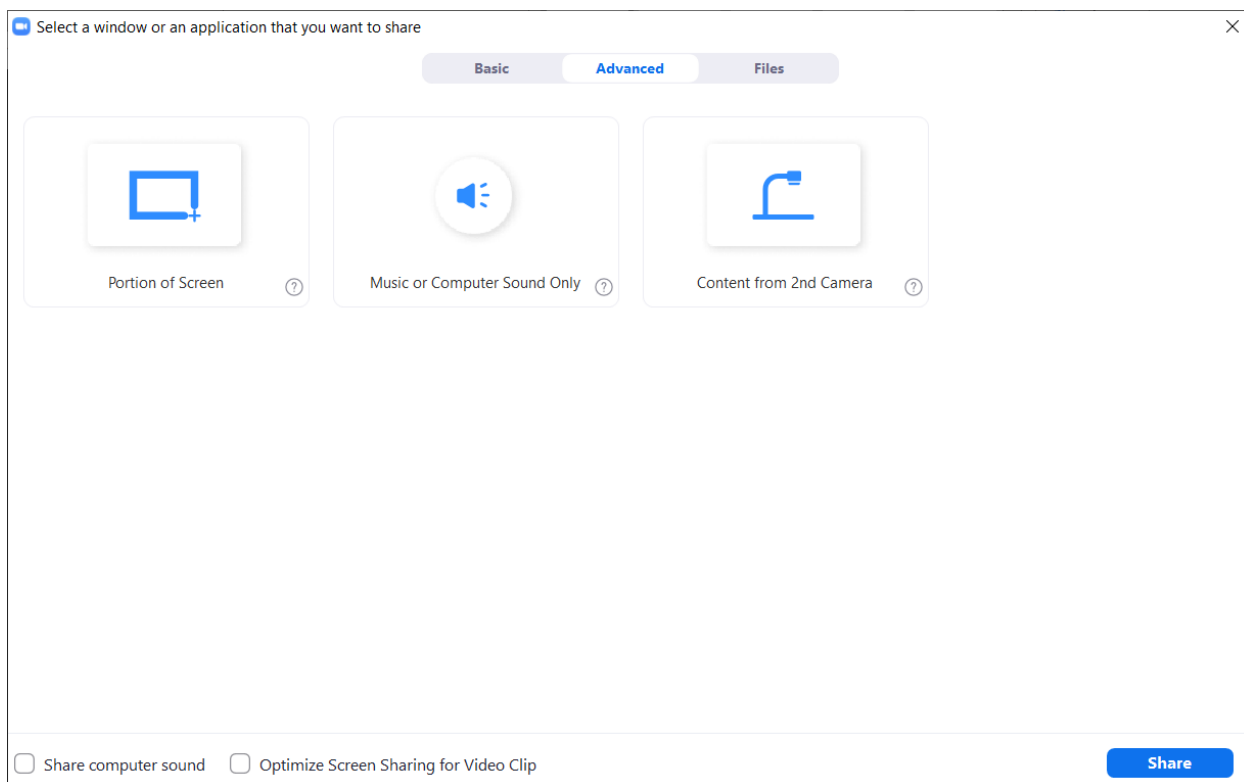 Select a window or an application that you want to share
Basic Advanced Files
Portion of Screen ? Music or Computer Sound Only ? Content from 2nd Camera ?
Share computer sound Optimize Screen Sharing for Video Clip Share